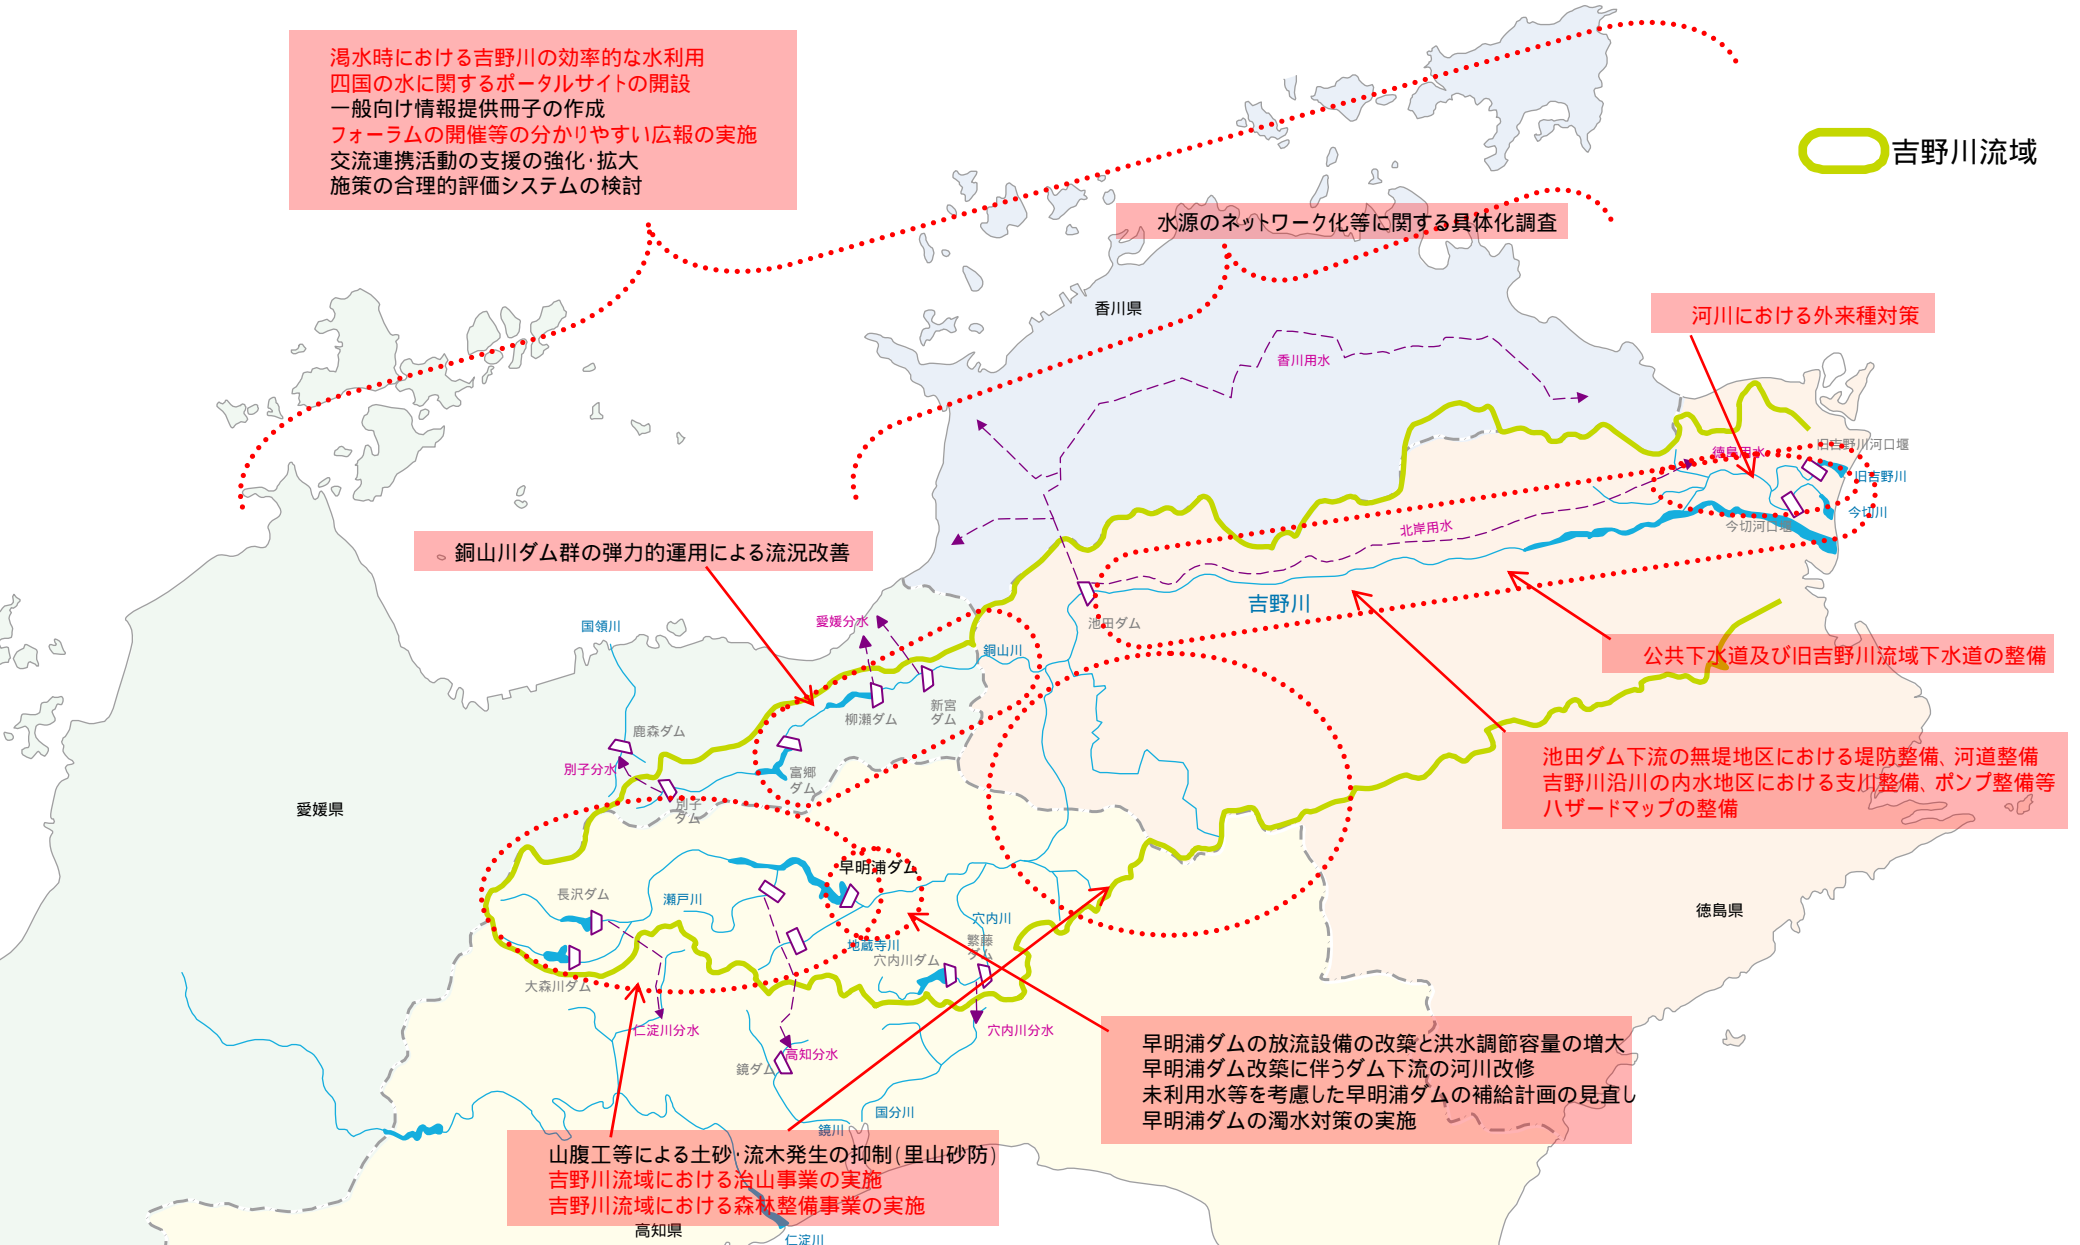 渇水時における吉野川の効率的な水利用
四国の水に関するポータルサイトの開設
一般向け情報提供冊子の作成
フォーラムの開催等の分かりやすい広報の実施
交流連携活動の支援の強化・拡大
施策の合理的評価システムの検討
吉野川流域
水源のネットワーク化等に関する具体化調査
香川県
河川における外来種対策
香川用水
徳島用水
旧吉野川河口堰
旧吉野川
今切川
今切河口堰
北岸用水
銅山川ダム群の弾力的運用による流況改善
吉野川
池田ダム
国領川
愛媛分水
銅山川
公共下水道及び旧吉野川流域下水道の整備
柳瀬ダム
新宮
ダム
鹿森ダム
別子分水
富郷
ダム
別子
ダム
池田ダム下流の無堤地区における堤防整備、河道整備
吉野川沿川の内水地区における支川整備、ポンプ整備等
ハザードマップの整備
愛媛県
早明浦ダム
長沢ダム
瀬戸川
穴内川
徳島県
地蔵寺川
繁藤
ダム
穴内川ダム
大森川ダム
仁淀川分水
穴内川分水
高知分水
鏡ダム
早明浦ダムの放流設備の改築と洪水調節容量の増大
早明浦ダム改築に伴うダム下流の河川改修
未利用水等を考慮した早明浦ダムの補給計画の見直し
早明浦ダムの濁水対策の実施
国分川
鏡川
山腹工等による土砂・流木発生の抑制(里山砂防)
吉野川流域における治山事業の実施
吉野川流域における森林整備事業の実施
高知県
仁淀川